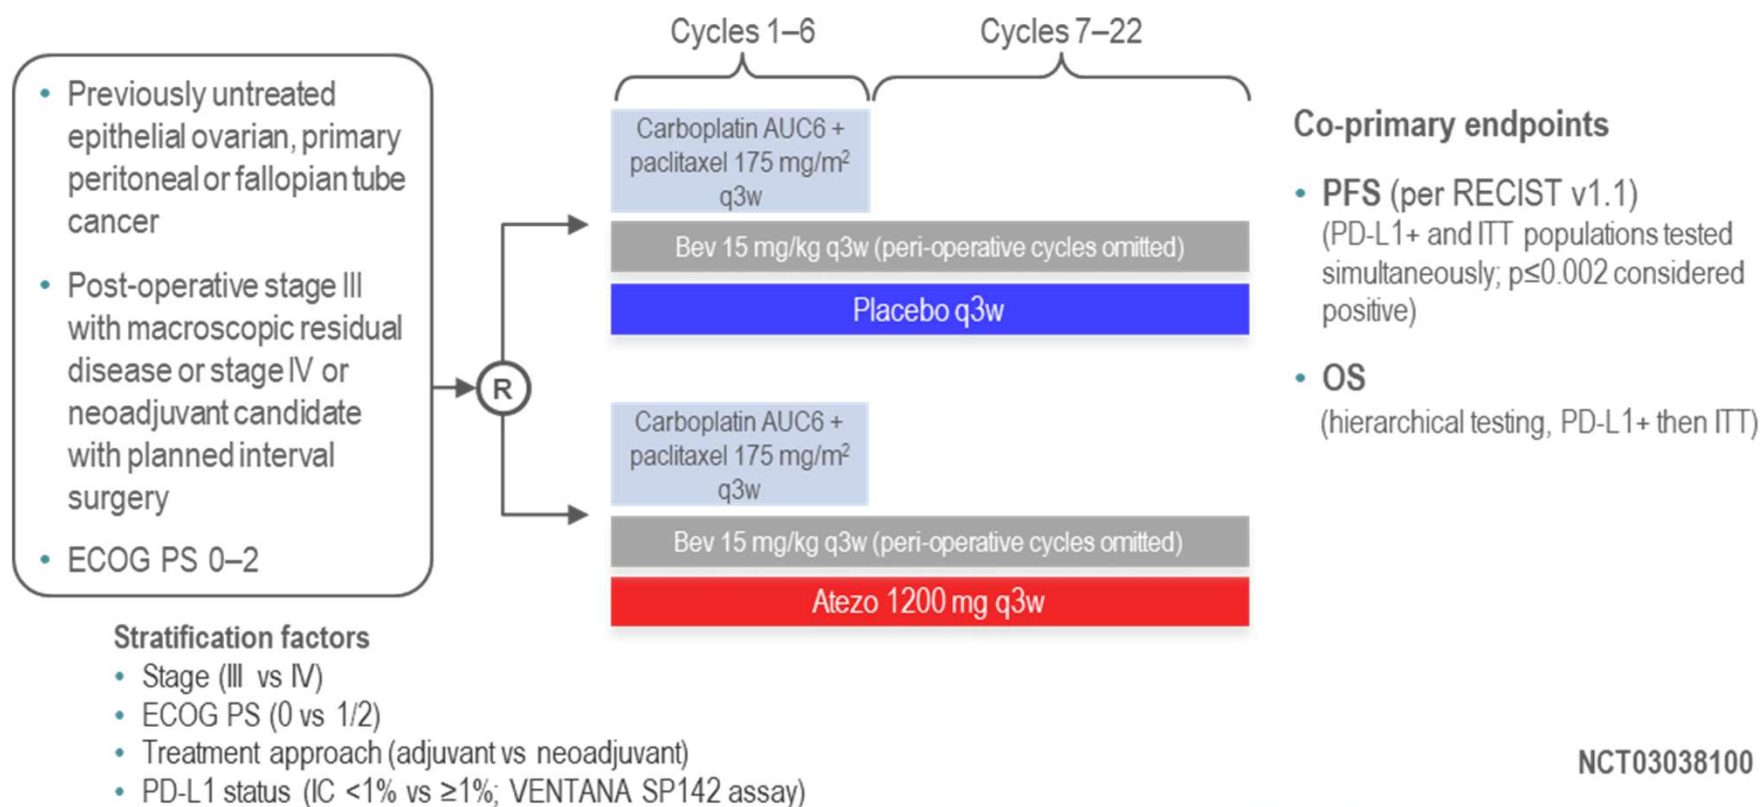 Cycles 1–6
Cycles 7–22
• Previously untreated
epithelial ovarian, primary
peritoneal or fallopian tube
cancer
• Post-operative stage III
with macroscopic residual
disease or stage IV or
neoadjuvant candidate
with planned interval
surgery
• ECOG PS 0–2
R
Carboplatin AUC6 +
paclitaxel 175 mg/m²
q3w
Bev 15 mg/kg q3w (peri-operative cycles omitted)
Placebo q3w
Carboplatin AUC6 +
paclitaxel 175 mg/m²
q3w
Bev 15 mg/kg q3w (peri-operative cycles omitted)
Atezo 1200 mg q3w
Co-primary endpoints
• PFS (per RECIST v1.1)
(PD-L1+ and ITT populations tested
simultaneously; p≤0.002 considered
positive)
• OS
(hierarchical testing, PD-L1+ then ITT)
Stratification factors
• Stage (III vs IV)
• ECOG PS (0 vs 1/2)
• Treatment approach (adjuvant vs neoadjuvant)
• PD-L1 status (IC <1% vs ≥1%; VENTANA SP142 assay)
NCT03038100